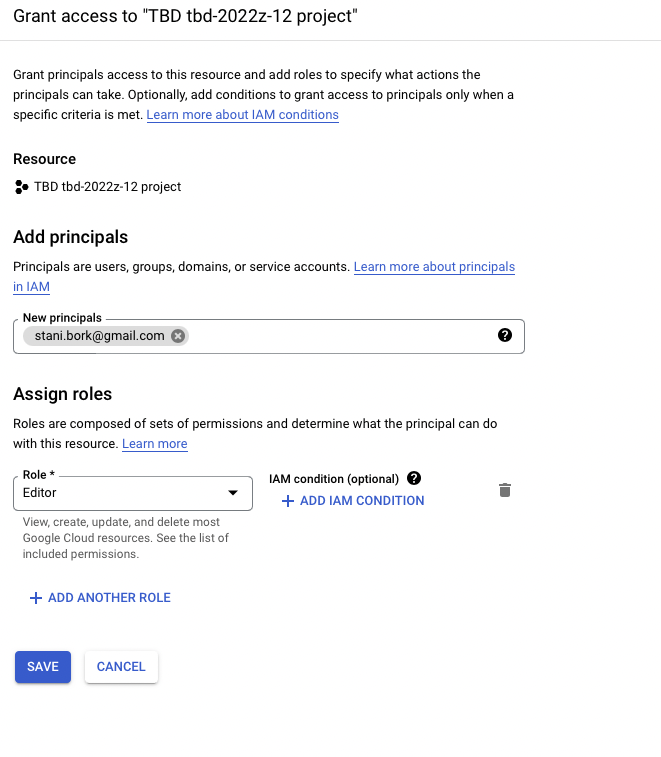 Grant access to "TBD tbd-2022z-12 project"
Grant principals access to this resource and add roles to specify what actions the
principals can take. Optionally, add conditions to grant access to principals only when a
specific criteria is met. Learn more about IAM conditions
Resource
TBD tbd-2022z-12 project
Add principals
Principals are users, groups, domains, or service accounts. Learn more about principals
in IAM
New principals
stani.bork@gmail.com
Assign roles
Roles are composed of sets of permissions and determine what the principal can do
with this resource. Learn more
Role *
IAM condition (optional)
Editor
+ ADD IAM CONDITION
View, create, update, and delete most
Google Cloud resources. See the list of
included permissions.
+ ADD ANOTHER ROLE
SAVE CANCEL